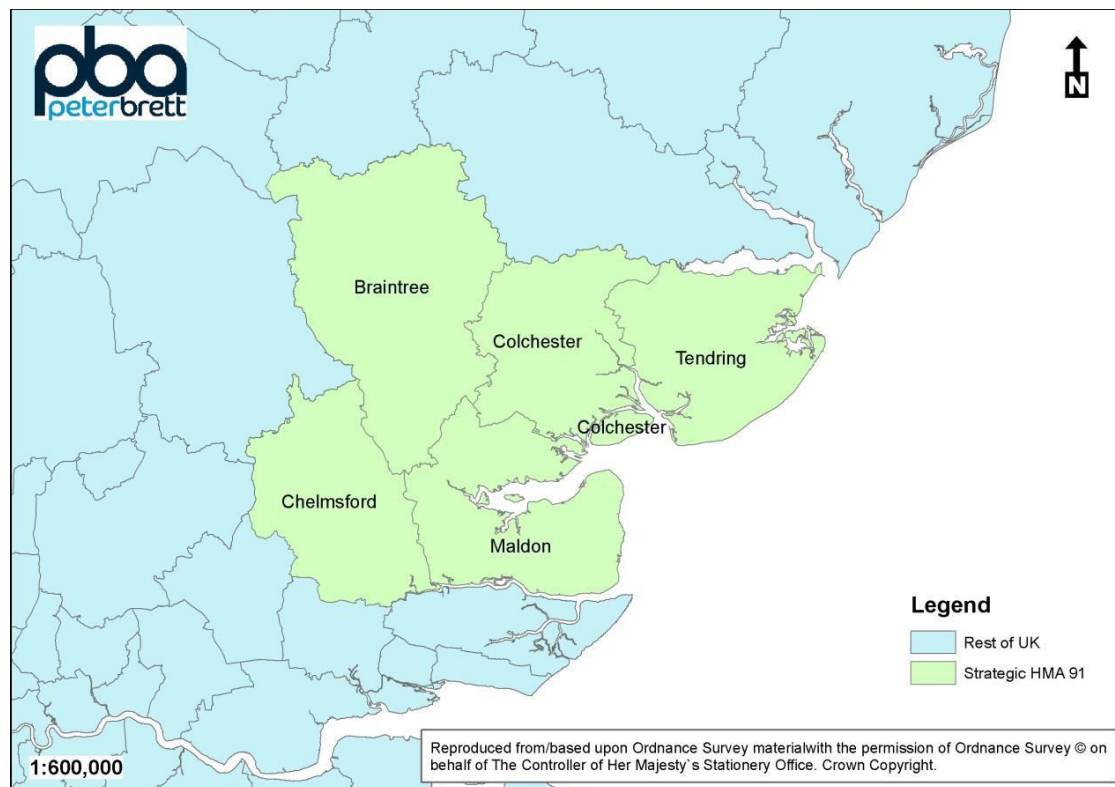 pba
peterbrett
N
Braintree
Colchester
Tendring
Colchester
Chelmsford
Maldon
Legend
Rest of UK
Strategic HMA 91
1:600,000
Reproduced from/based upon Ordnance Survey materialwith the permission of Ordnance Survey © on
behalf of The Controller of Her Majesty`s Stationery Office. Crown Copyright.